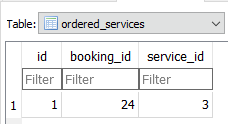 Table: ordered_services
id booking_id service_id
Filter Filter Filter
1 1 24 3